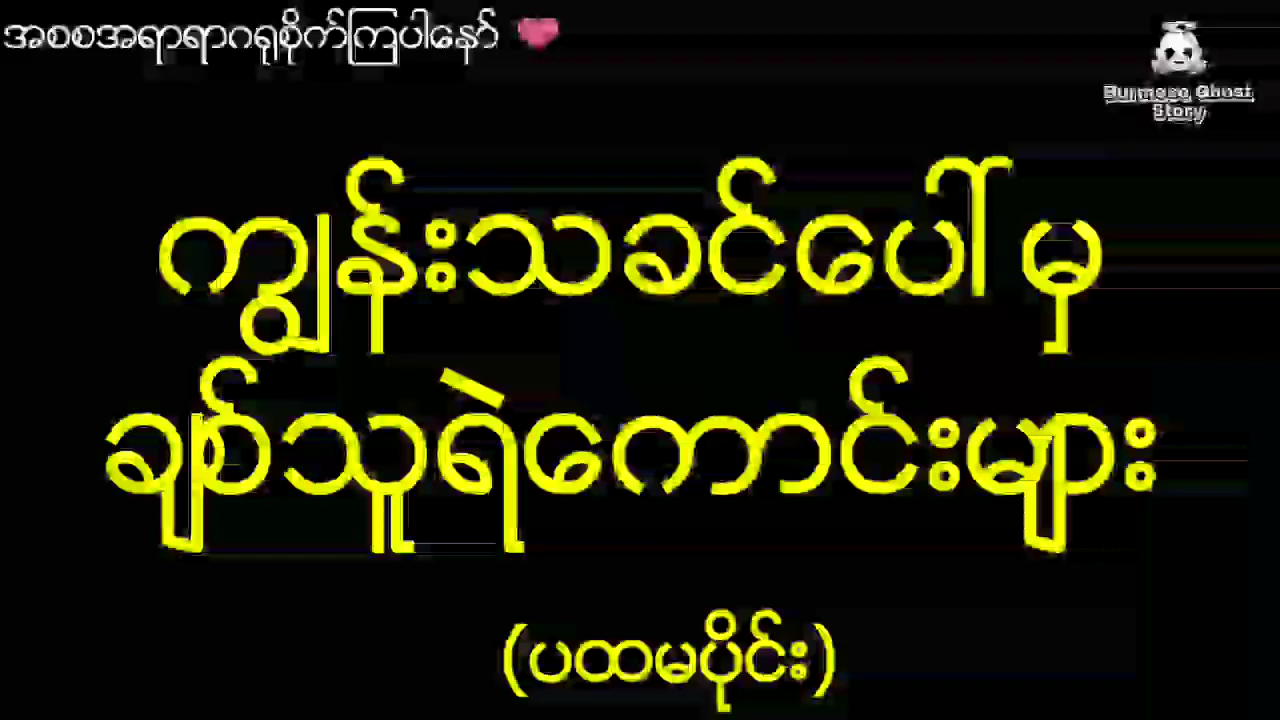 အစစအရာရာဂရုစိုက်ကြပါနော် ❤
Burmese Ghost
Story
ကျွန်းသခင်ပေါ် မှ
ချစ်သူရဲကောင်းများ
(ပထမပိုင်း)